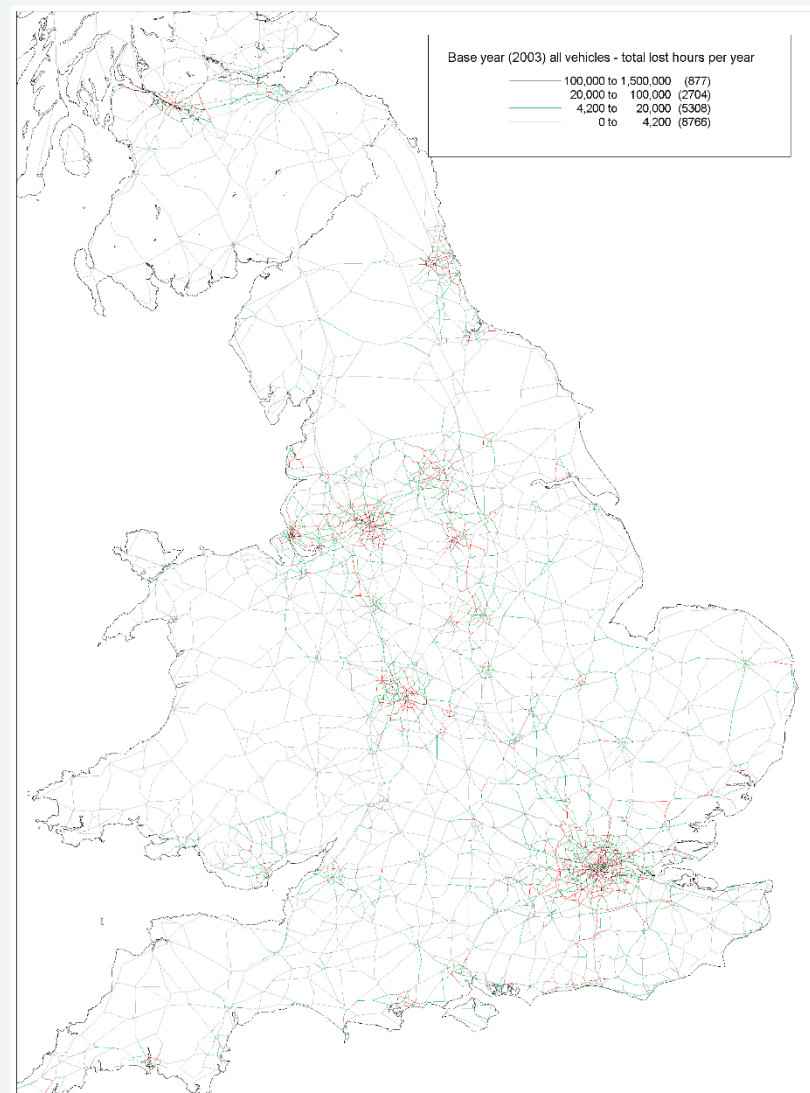 Base year (2003) all vehicles - total lost hours per year
100,000 to 1,500,000 (877)
20,000 to 100,000 (2704)
4,200 to 20,000 (5308)
0 to 4,200 (8765)